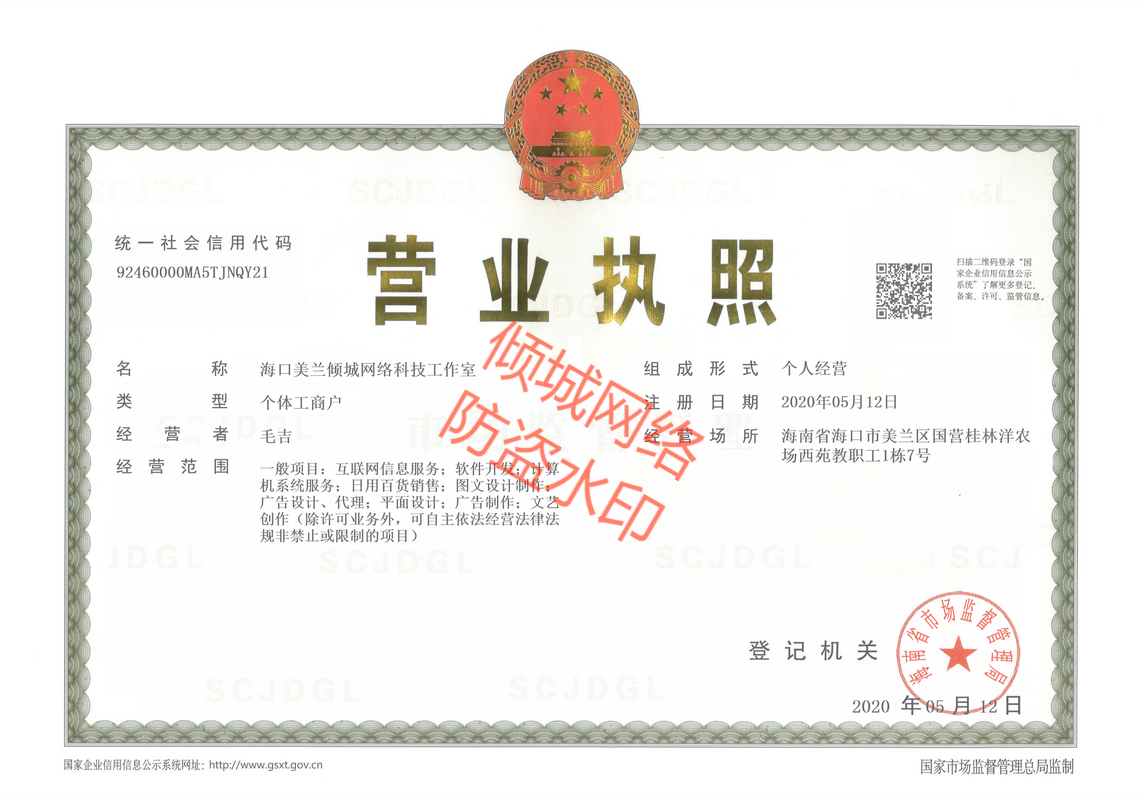 统一社会信用代码
92460000MA5TJNQY21
营业执照
扫描二维码登录“国
家企业信用信息公示
系统”了解更多登记、
备案、许可、监管信息。
名称 海口美兰倾城网络科技工作室
类型 个体工商户
经营者 毛吉
经营范围 一般项目：互联网信息服务；软件开发；计算
机系统服务；日用百货销售；图文设计制作；
广告设计、代理；平面设计；广告制作；文艺
创作（除许可业务外，可自主依法经营法律法
规非禁止或限制的项目）
组成形式 个人经营
注册日期 2020年05月12日
经营场所 海南省海口市美兰区国营桂林洋农
场西苑教职工1栋7号
倾城网络
防盗水印
SCJDGL
SCJDGL
SCJDGL
SCJDGL
SCJDGL
登记机关
海南省市场监督管理局
2020 年 05 月 12 日
国家企业信用信息公示系统网址：http://www.gsxt.gov.cn
国家市场监督管理总局监制